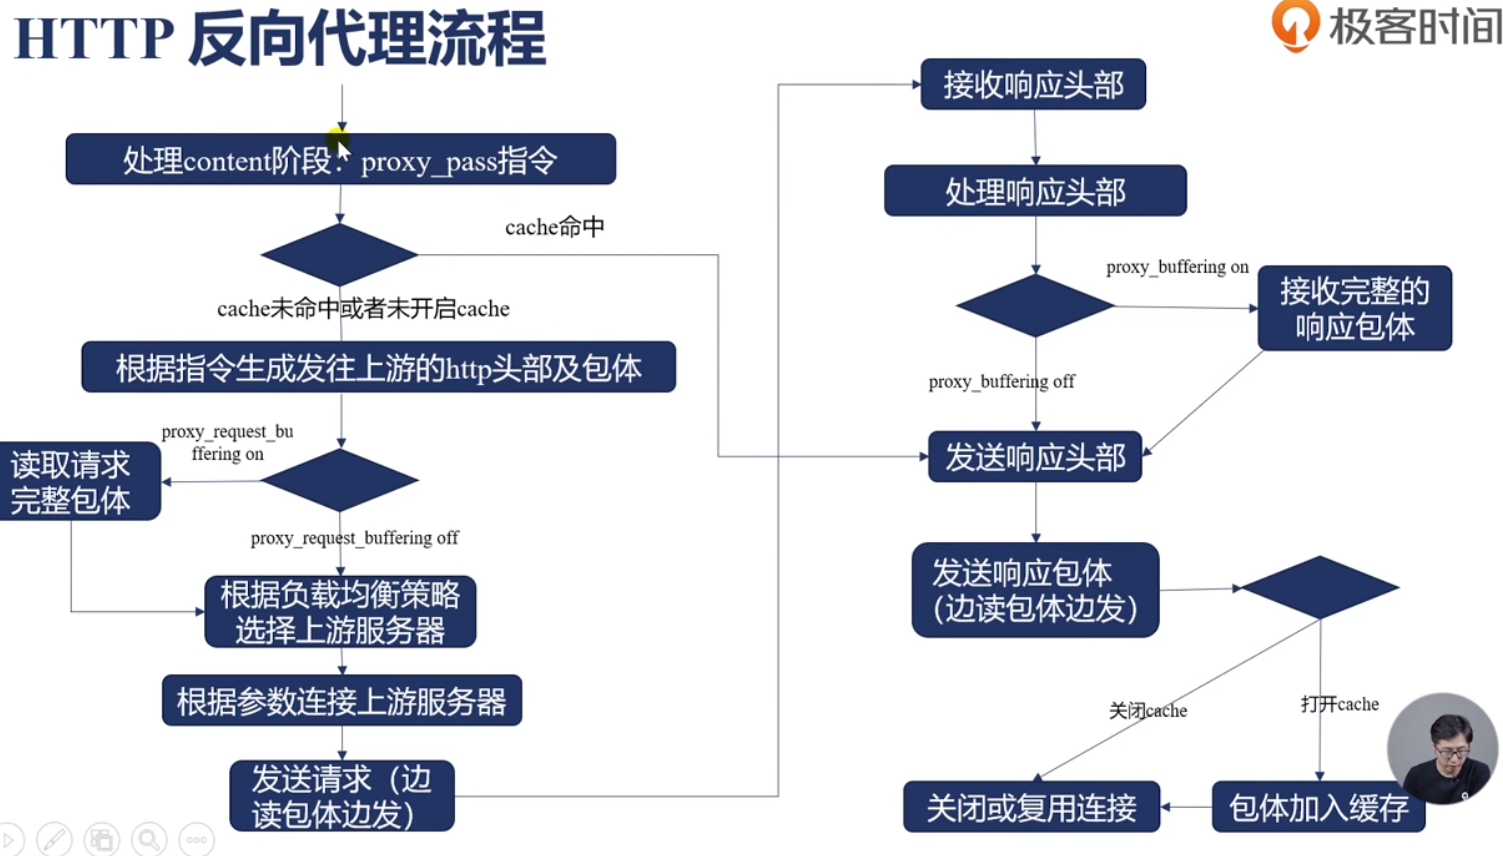 HTTP 反向代理流程
极客时间
处理content阶段：proxy_pass指令
cache命中
cache未命中或者未开启cache
根据指令生成发往上游的http头部及包体
proxy_request_bu
ffering on
读取请求
完整包体
proxy_request_buffering off
根据负载均衡策略
选择上游服务器
根据参数连接上游服务器
发送请求（边
读包体边发）
接收响应头部
处理响应头部
proxy_buffering on
接收完整的
响应包体
proxy_buffering off
发送响应头部
发送响应包体
（边读包体边发）
关闭cache
打开cache
关闭或复用连接
包体加入缓存